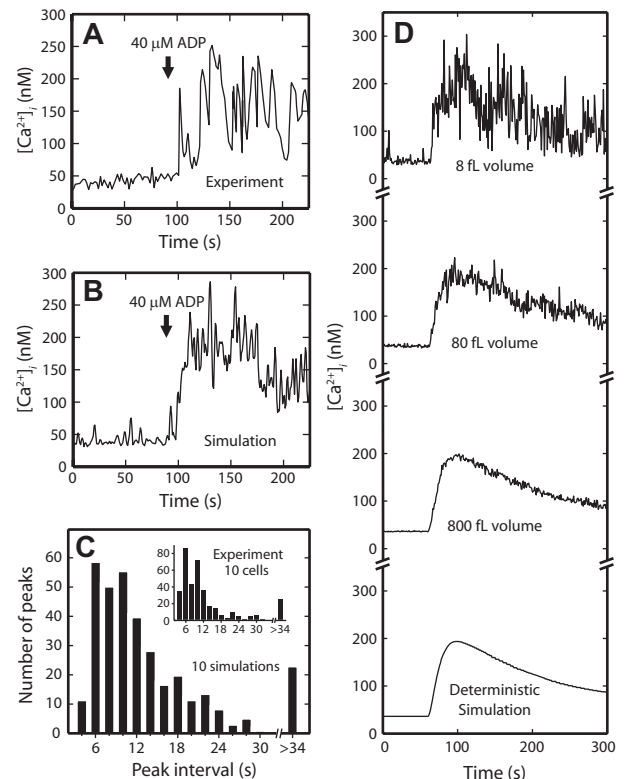 A
40 μM ADP
[Ca2+]i (nM)
300
250
200
150
100
50
0
Experiment
0 50 100 150 200
Time (s)
B
40 μM ADP
[Ca2+]i (nM)
300
250
200
150
100
50
0
Simulation
0 50 100 150 200
Time (s)
C
Number of peaks
60
50
40
30
20
10
0
Experiment
10 cells
80
60
40
20
0
6 12 18 24 30 >34
10 simulations
6 12 18 24 30 >34
Peak interval (s)
D
[Ca2+]i (nM)
300
200
100
0
8 fL volume
300
200
100
0
80 fL volume
300
200
100
0
800 fL volume
300
200
100
0
Deterministic
Simulation
0 100 200 300
Time (s)